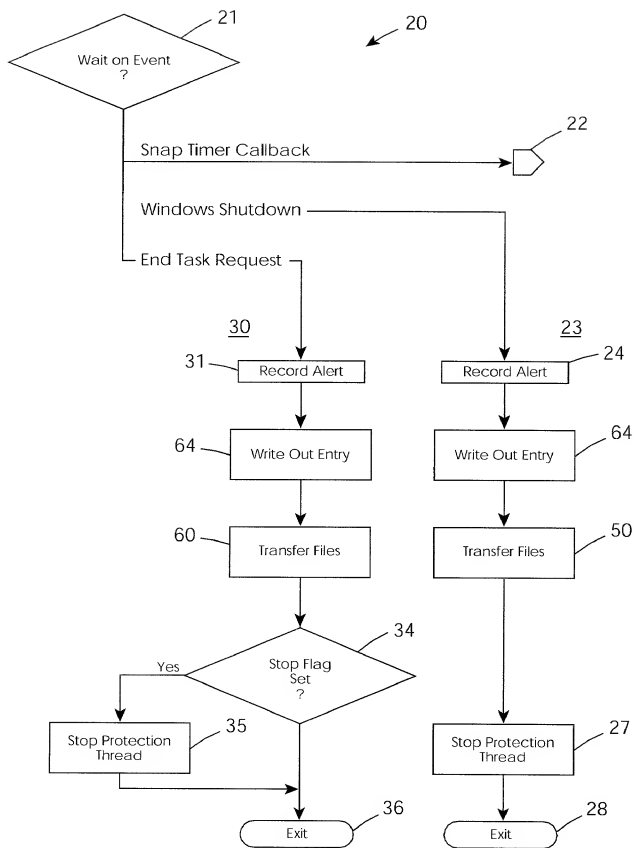 21
20
Wait on Event
?
Snap Timer Callback
22
Windows Shutdown
End Task Request
30
23
31
Record Alert
Record Alert
24
64
Write Out Entry
Write Out Entry
64
60
Transfer Files
Transfer Files
50
34
Yes
Stop Flag
Set
?
Stop Protection
Thread
35
Stop Protection
Thread
27
Exit
36
Exit
28